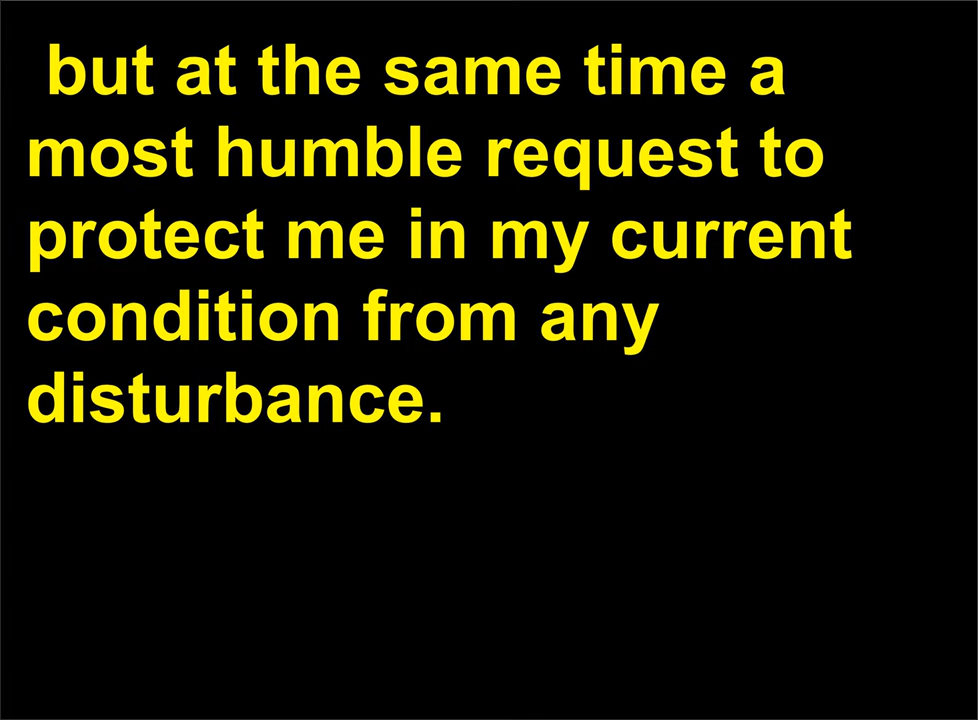 but at the same time a
most humble request to
protect me in my current
condition from any
disturbance.